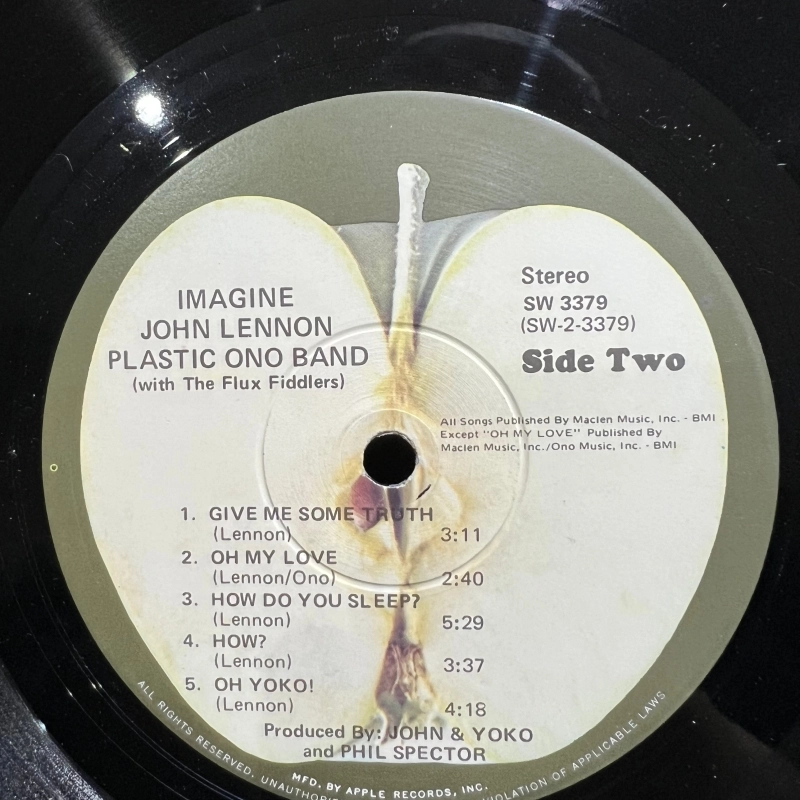 IMAGINE
JOHN LENNON
PLASTIC ONO BAND
(with The Flux Fiddlers)
Stereo
SW 3379
(SW-2-3379)
Side Two
All Songs Published By Maclen Music, Inc. - BMI
Except "OH MY LOVE" Published By
Maclen Music, Inc./Ono Music, Inc. - BMI
1. GIVE ME SOME TRUTH
(Lennon) 3:11
2. OH MY LOVE
(Lennon/Ono) 2:40
3. HOW DO YOU SLEEP?
(Lennon) 5:29
4. HOW?
(Lennon) 3:37
5. OH YOKO!
(Lennon) 4:18
Produced By: JOHN & YOKO
and PHIL SPECTOR
MFD. BY APPLE RECORDS, INC.
ALL RIGHTS RESERVED. VIOLATION OF APPLICABLE LAWS